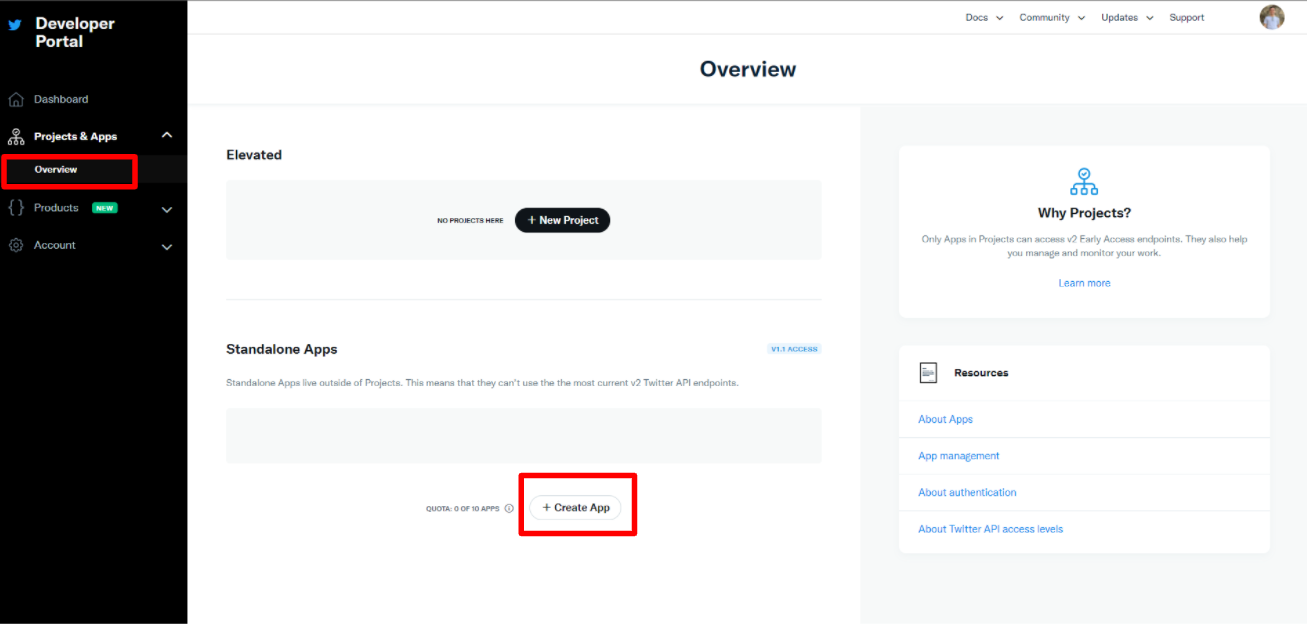 Developer
Portal
Docs
Community
Updates
Support
Overview
Dashboard
Projects & Apps
Overview
Products NEW
Account
Elevated
NO PROJECTS HERE
+ New Project
Standalone Apps
V1.1 ACCESS
Standalone Apps live outside of Projects. This means that they can't use the the most current v2 Twitter API endpoints.
QUOTA: 0 OF 10 APPS
+ Create App
Why Projects?
Only Apps in Projects can access v2 Early Access endpoints. They also help
you manage and monitor your work.
Learn more
Resources
About Apps
App management
About authentication
About Twitter API access levels